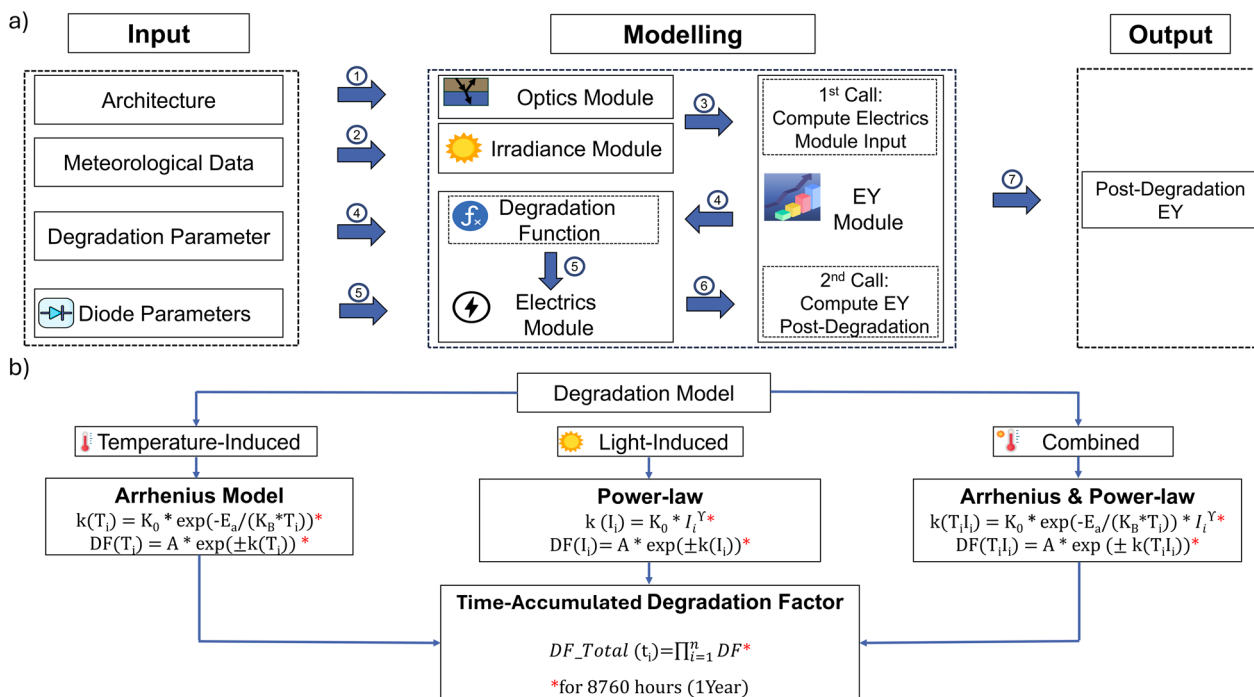 a)
Input
Modelling
Output
Architecture
Meteorological Data
Degradation Parameter
Diode Parameters
1
2
4
5
Optics Module
Irradiance Module
fx
Degradation
Function
5
Electrics
Module
3
4
6
1st Call:
Compute Electrics
Module Input
EY
Module
2nd Call:
Compute EY
Post-Degradation
7
Post-Degradation
EY
b)
Degradation Model
Temperature-Induced
Light-Induced
Combined
Arrhenius Model
k(Tᵢ) = K₀ * exp(-Eₐ/(K_B*Tᵢ))*
DF(Tᵢ) = A * exp(±k(Tᵢ)) *
Power-law
k (Iᵢ) = K₀ * Iᵢ^ϒ*
DF(Iᵢ)= A * exp(±k(Iᵢ))*
Arrhenius & Power-law
k(TᵢIᵢ) = K₀ * exp(-Eₐ/(K_B*Tᵢ)) * Iᵢ^ϒ*
DF(TᵢIᵢ) = A * exp (± k(TᵢIᵢ))*
Time-Accumulated Degradation Factor
DF_Total (tᵢ)=∏ᵢ₌₁ⁿ DF*
*for 8760 hours (1Year)